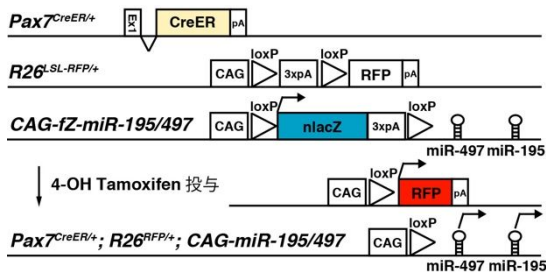 Pax7CreER/+ Ex1 CreER pA
loxP loxP
R26LSL-RFP/+ CAG 3xpA RFP pA
loxP loxP
CAG-fZ-miR-195/497 CAG nlacZ 3xpA
miR-497 miR-195
loxP
4-OH Tamoxifen 投与 CAG RFP pA
loxP
Pax7CreER/+; R26RFP/+; CAG-miR-195/497 CAG
miR-497 miR-195